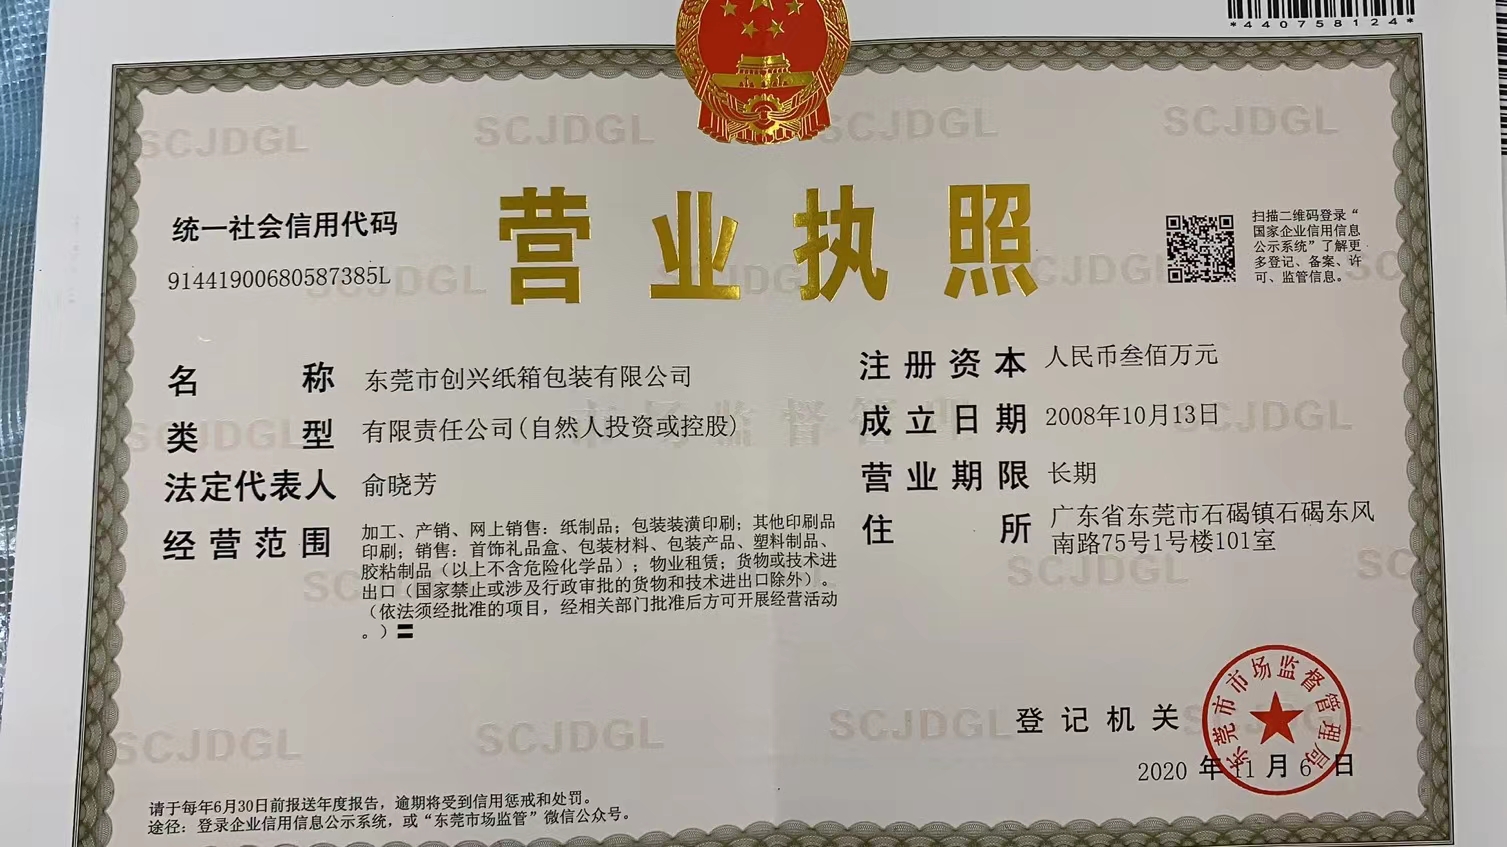 *440758124*
营业执照
统一社会信用代码
91441900680587385L
扫描二维码登录“
国家企业信用信息
公示系统”了解更
多登记、备案、许
可、监管信息。
名称 东莞市创兴纸箱包装有限公司
类型 有限责任公司(自然人投资或控股)
法定代表人 俞晓芳
经营范围 加工、产销、网上销售：纸制品；包装装潢印刷；其他印刷品
印刷；销售：首饰礼品盒、包装材料、包装产品、塑料制品、
胶粘制品（以上不含危险化学品）；物业租赁；货物或技术进
出口（国家禁止或涉及行政审批的货物和技术进出口除外）。
（依法须经批准的项目，经相关部门批准后方可开展经营活动
。）
注册资本 人民币叁佰万元
成立日期 2008年10月13日
营业期限 长期
住所 广东省东莞市石碣镇石碣东风
南路75号1号楼101室
登记机关
东莞市市场监督管理局
2020 年 11 月 6 日
请于每年6月30日前报送年度报告，逾期将受到信用惩戒和处罚。
途径：登录企业信用信息公示系统，或“东莞市场监管”微信公众号。
SCJDGL
市场监督管理